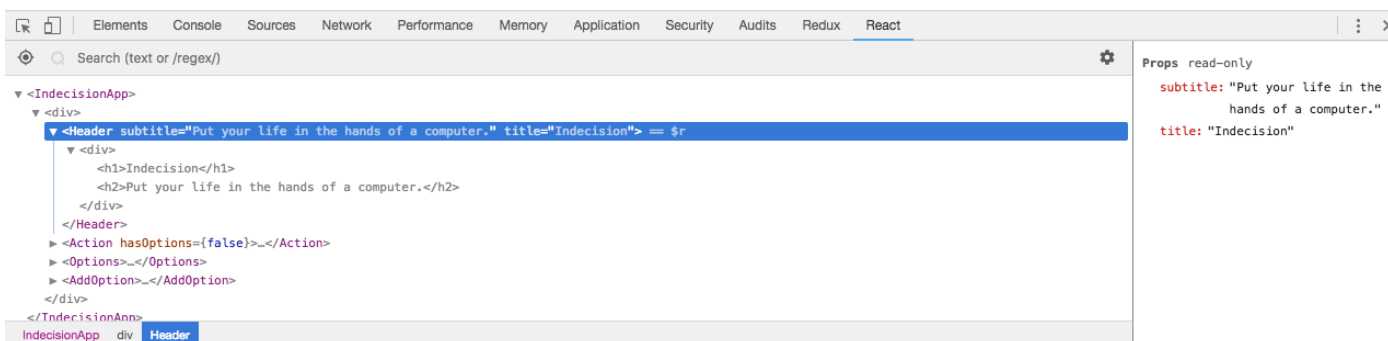 Elements Console Sources Network Performance Memory Application Security Audits Redux React
Search (text or /regex/)
▼ <IndecisionApp>
▼ <div>
▼ <Header subtitle="Put your life in the hands of a computer." title="Indecision"> == $r
▼ <div>
<h1>Indecision</h1>
<h2>Put your life in the hands of a computer.</h2>
</div>
</Header>
▶ <Action hasOptions={false}>…</Action>
▶ <Options>…</Options>
▶ <AddOption>…</AddOption>
</div>
</IndecisionApp>
IndecisionApp div Header
Props read-only
subtitle: "Put your life in the
hands of a computer."
title: "Indecision"